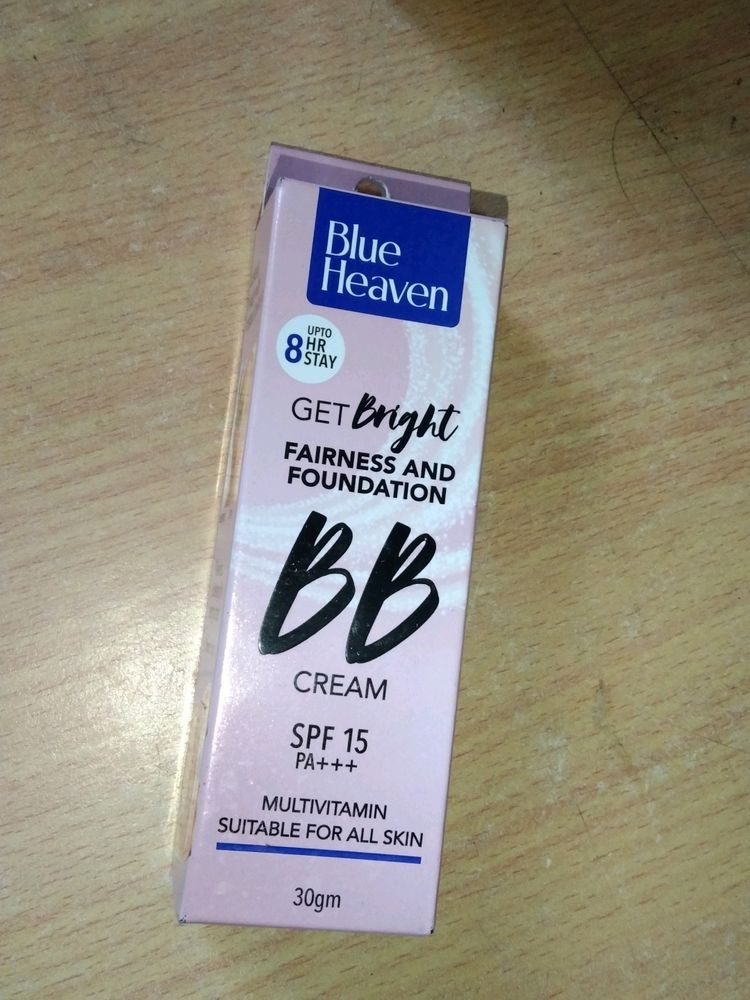 Blue
Heaven
UPTO
8 HR
STAY
GET Bright
FAIRNESS AND
FOUNDATION
BB
CREAM
SPF 15
PA+++
MULTIVITAMIN
SUITABLE FOR ALL SKIN
30gm